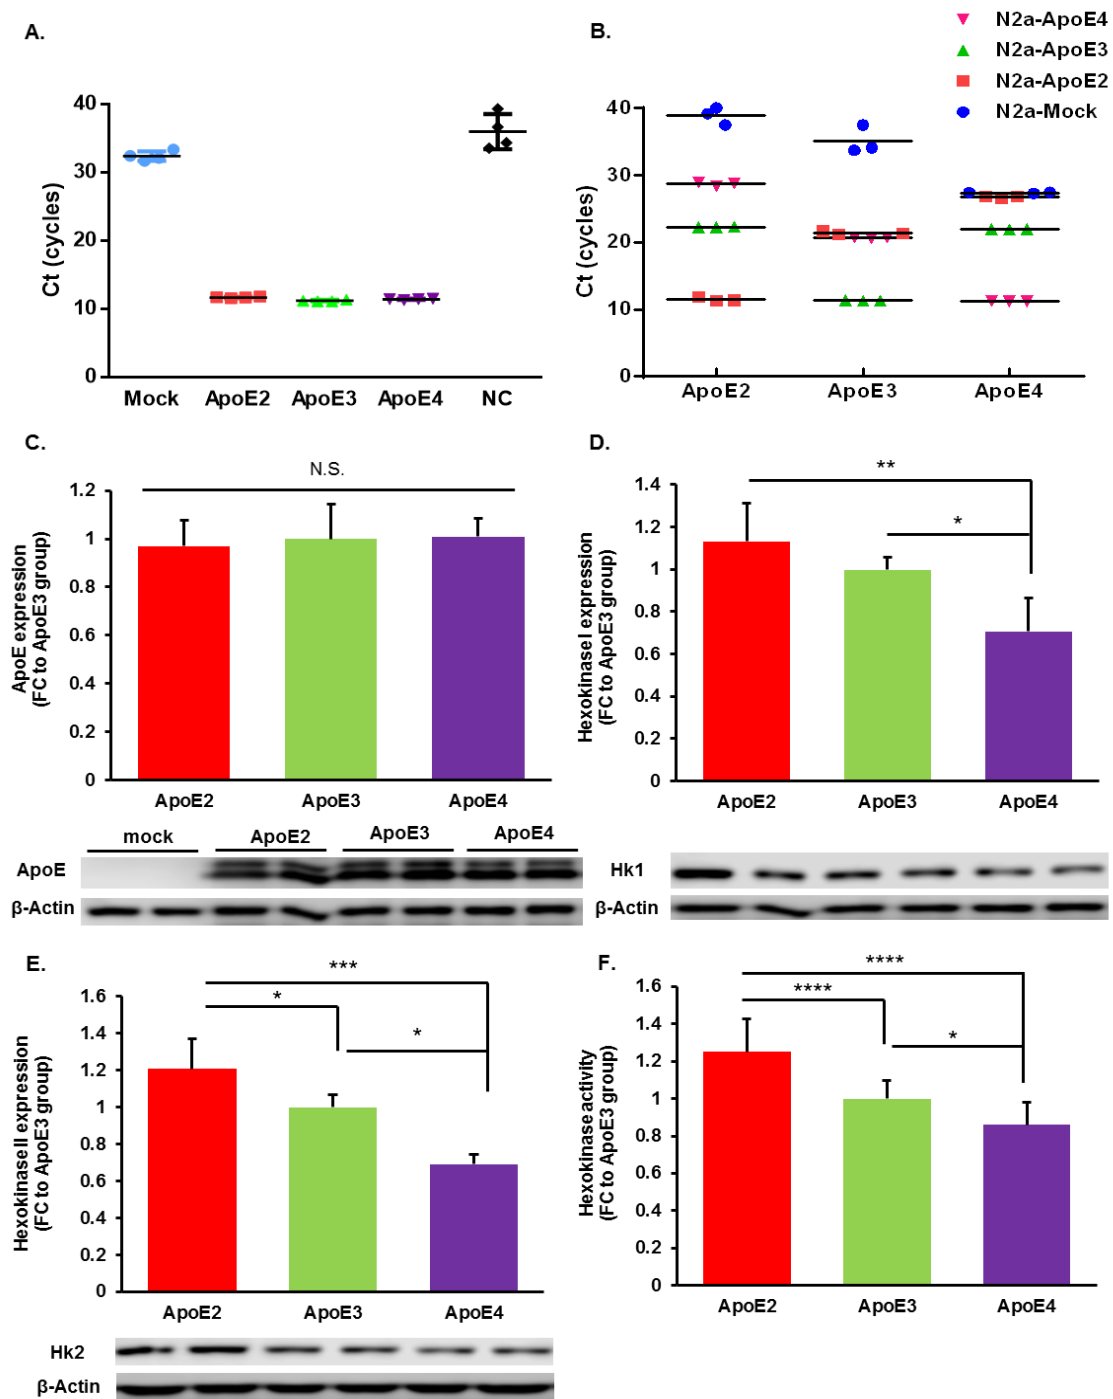 A.
B.
N2a-ApoE4
N2a-ApoE3
N2a-ApoE2
N2a-Mock
Ct (cycles)
40
30
20
10
0
Mock ApoE2 ApoE3 ApoE4 NC
Ct (cycles)
40
30
20
10
0
ApoE2 ApoE3 ApoE4
C.
N.S.
ApoE expression
(FC to ApoE3 group)
1.2
1
0.8
0.6
0.4
0.2
0
ApoE2 ApoE3 ApoE4
mock ApoE2 ApoE3 ApoE4
ApoE
β-Actin
D.
**
*
Hexokinase I expression
(FC to ApoE3 group)
1.4
1.2
1
0.8
0.6
0.4
0.2
0
ApoE2 ApoE3 ApoE4
Hk1
β-Actin
E.
***
*
*
Hexokinase II expression
(FC to ApoE3 group)
1.6
1.4
1.2
1
0.8
0.6
0.4
0.2
0
ApoE2 ApoE3 ApoE4
Hk2
β-Actin
F.
****
****
*
Hexokinase activity
(FC to ApoE3 group)
1.6
1.4
1.2
1
0.8
0.6
0.4
0.2
0
ApoE2 ApoE3 ApoE4